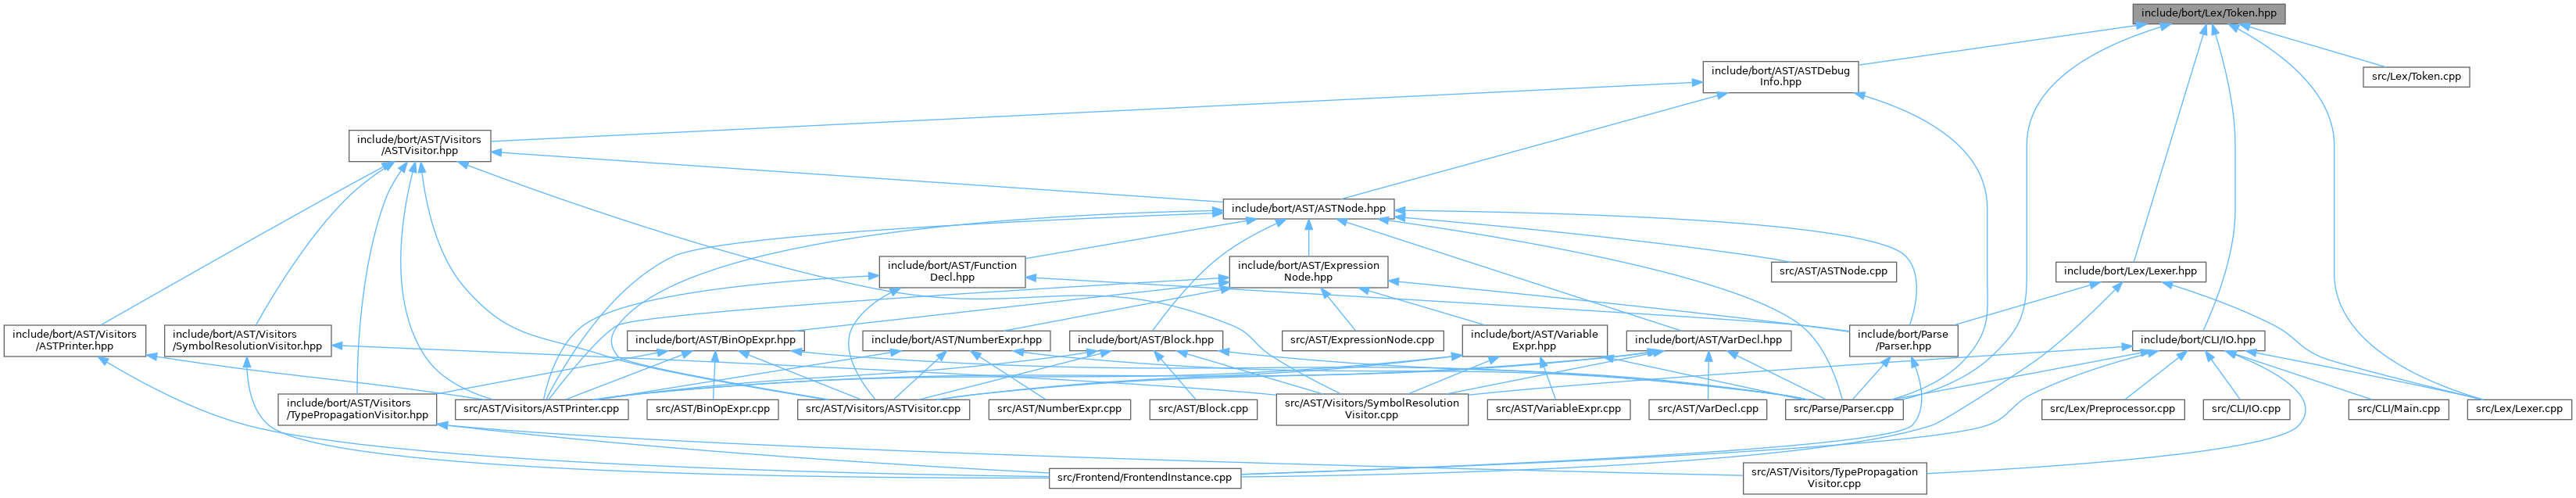 include/bort/Lex/Token.hpp
include/bort/AST/ASTDebug
Info.hpp
src/Lex/Token.cpp
include/bort/AST/Visitors
/ASTVisitor.hpp
include/bort/AST/ASTNode.hpp
include/bort/AST/Function
Decl.hpp
include/bort/AST/Expression
Node.hpp
src/AST/ASTNode.cpp
include/bort/Lex/Lexer.hpp
include/bort/AST/Visitors
/ASTPrinter.hpp
include/bort/AST/Visitors
/SymbolResolutionVisitor.hpp
include/bort/AST/BinOpExpr.hpp
include/bort/AST/NumberExpr.hpp
include/bort/AST/Block.hpp
src/AST/ExpressionNode.cpp
include/bort/AST/Variable
Expr.hpp
include/bort/AST/VarDecl.hpp
include/bort/Parse
/Parser.hpp
include/bort/CLI/IO.hpp
include/bort/AST/Visitors
/TypePropagationVisitor.hpp
src/AST/Visitors/ASTPrinter.cpp
src/AST/BinOpExpr.cpp
src/AST/Visitors/ASTVisitor.cpp
src/AST/NumberExpr.cpp
src/AST/Block.cpp
src/AST/Visitors/SymbolResolution
Visitor.cpp
src/AST/VariableExpr.cpp
src/AST/VarDecl.cpp
src/Parse/Parser.cpp
src/Lex/Preprocessor.cpp
src/CLI/IO.cpp
src/CLI/Main.cpp
src/Lex/Lexer.cpp
src/Frontend/FrontendInstance.cpp
src/AST/Visitors/TypePropagation
Visitor.cpp